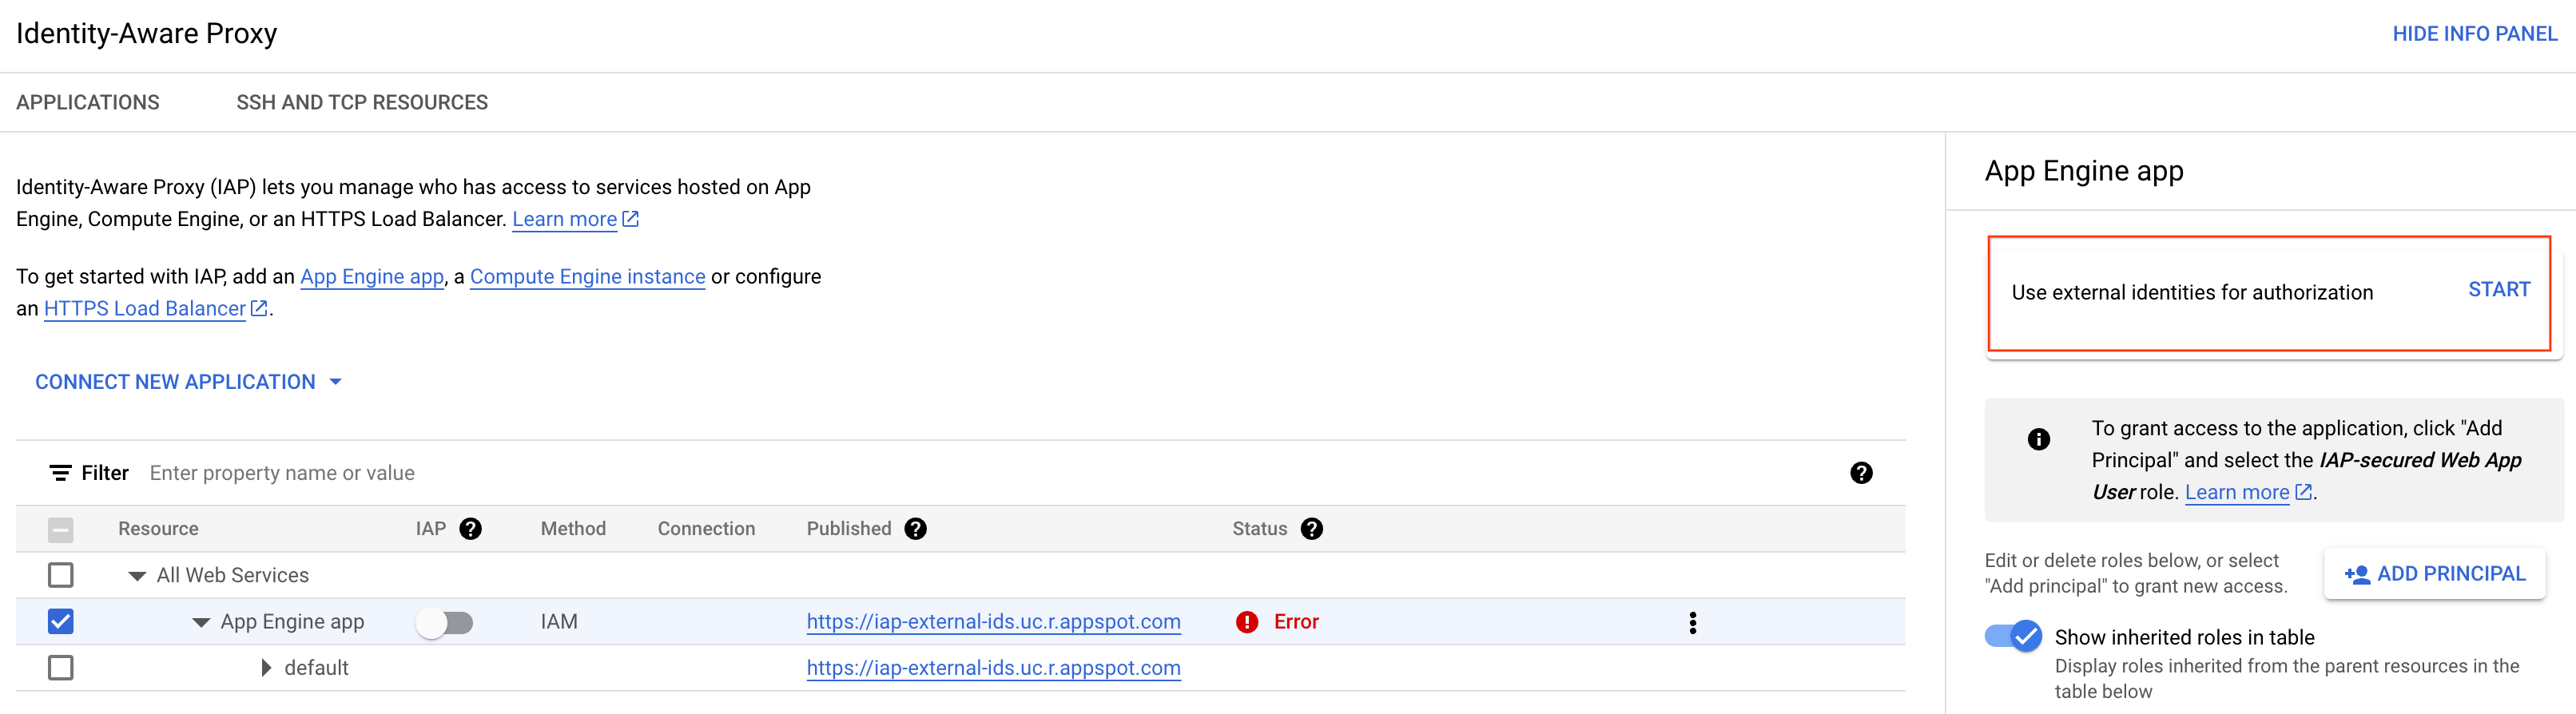 Identity-Aware Proxy
HIDE INFO PANEL
APPLICATIONS
SSH AND TCP RESOURCES
Identity-Aware Proxy (IAP) lets you manage who has access to services hosted on App
Engine, Compute Engine, or an HTTPS Load Balancer. Learn more
To get started with IAP, add an App Engine app, a Compute Engine instance or configure
an HTTPS Load Balancer.
CONNECT NEW APPLICATION
Filter Enter property name or value
Resource IAP Method Connection Published Status
All Web Services
App Engine app IAM https://iap-external-ids.uc.r.appspot.com Error
default https://iap-external-ids.uc.r.appspot.com
App Engine app
Use external identities for authorization START
To grant access to the application, click "Add
Principal" and select the IAP-secured Web App
User role. Learn more.
Edit or delete roles below, or select
"Add principal" to grant new access.
ADD PRINCIPAL
Show inherited roles in table
Display roles inherited from the parent resources in the
table below